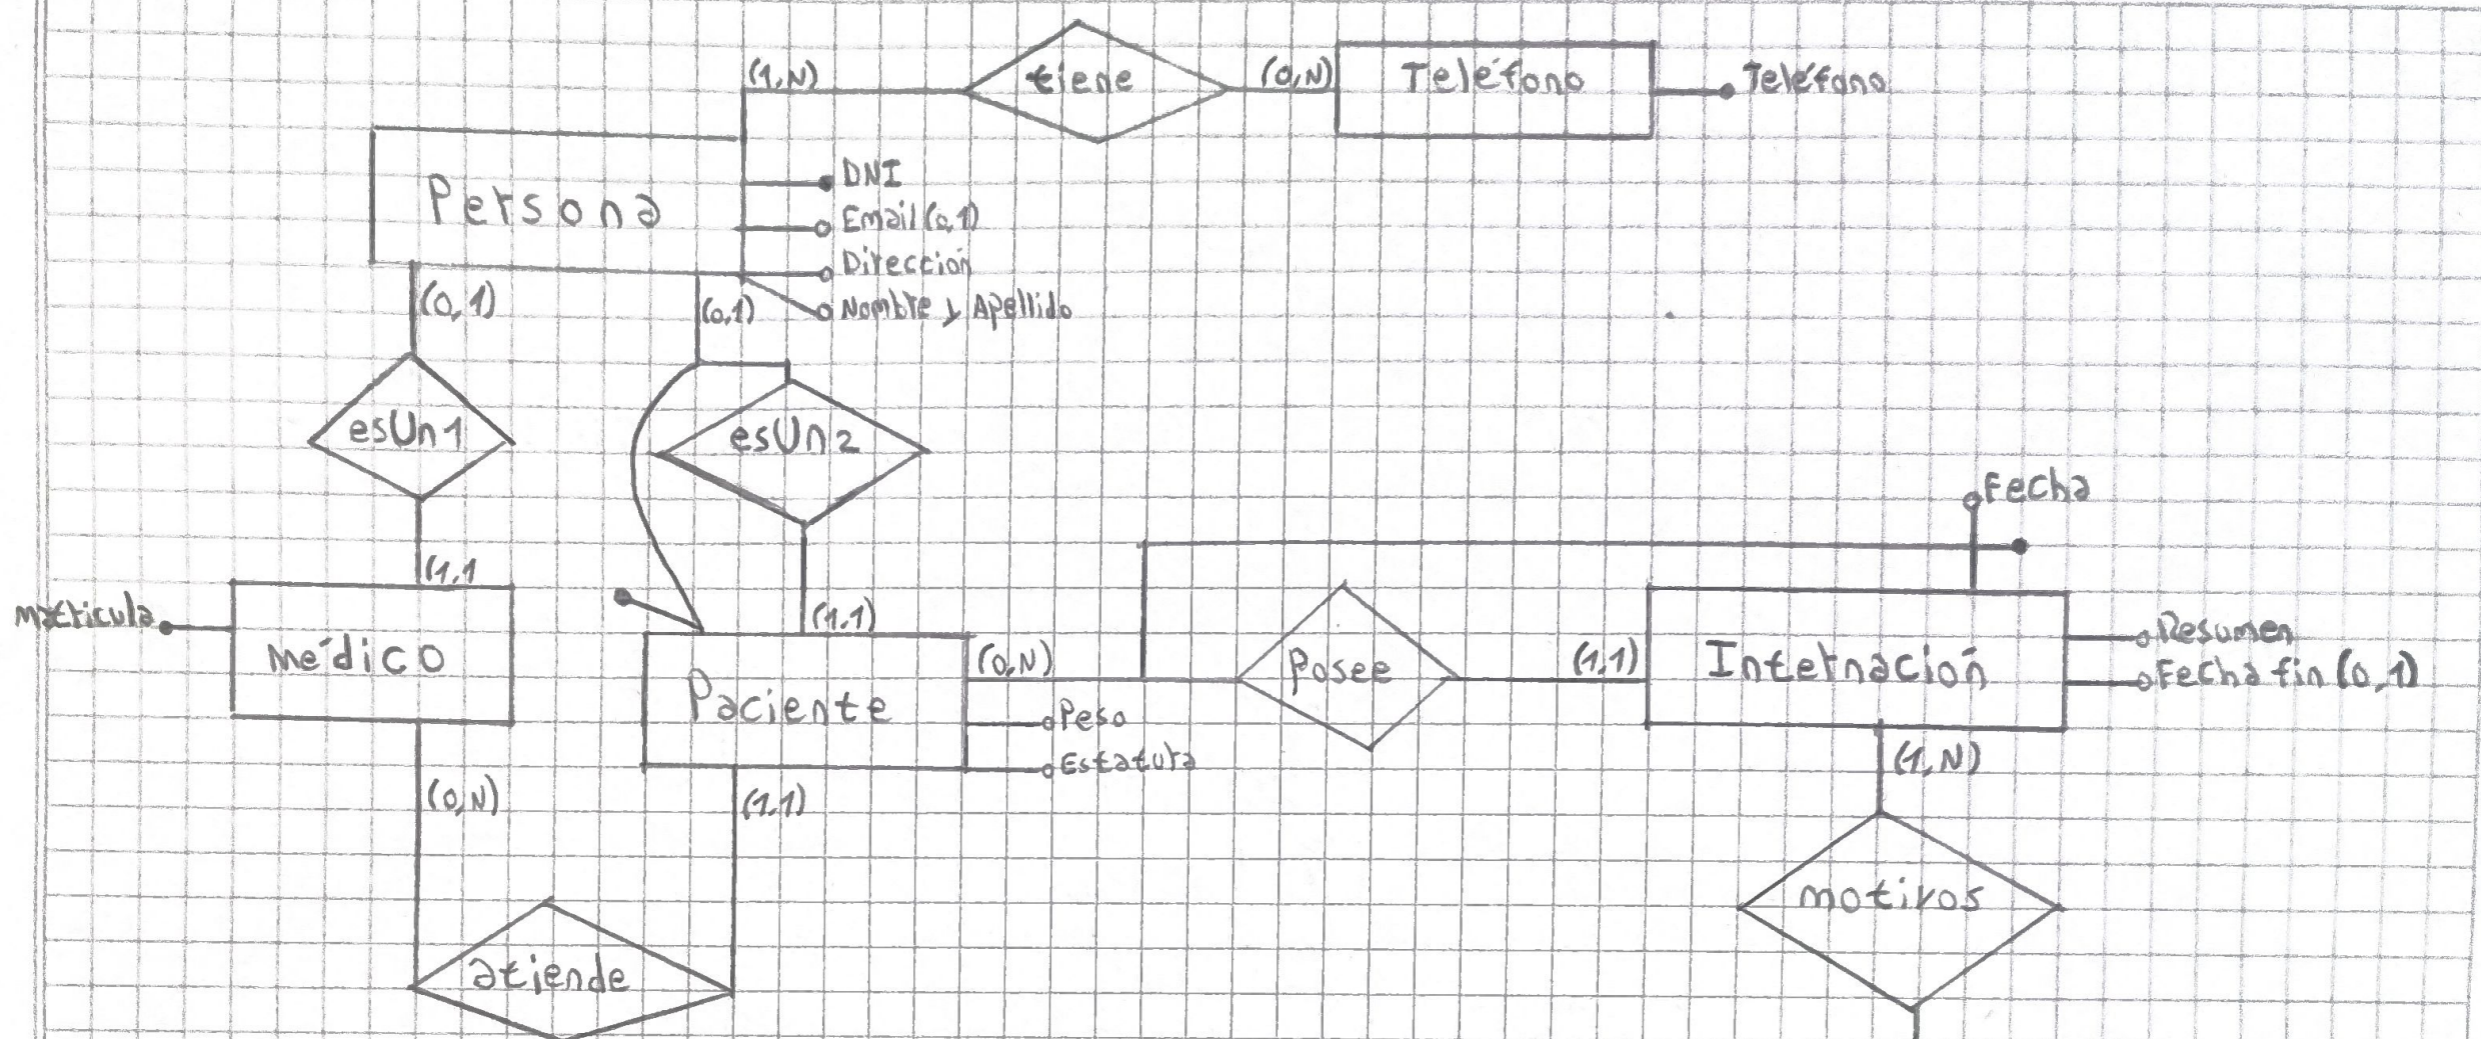 (1,N)
tiene
(0,N)
Teléfono
Teléfono
Persona
DNI
Email (0,1)
Dirección
Nombre y Apellido
(0,1)
(0,1)
esUn1
esUn2
Fecha
(1,1
(1,1)
matricula
médico
Paciente
(0,N)
Posee
(1,1)
Internación
Resumen
Fecha fin (0,1)
Peso
Estatura
(0,N)
(1,1)
(1,N)
motivos
atiende